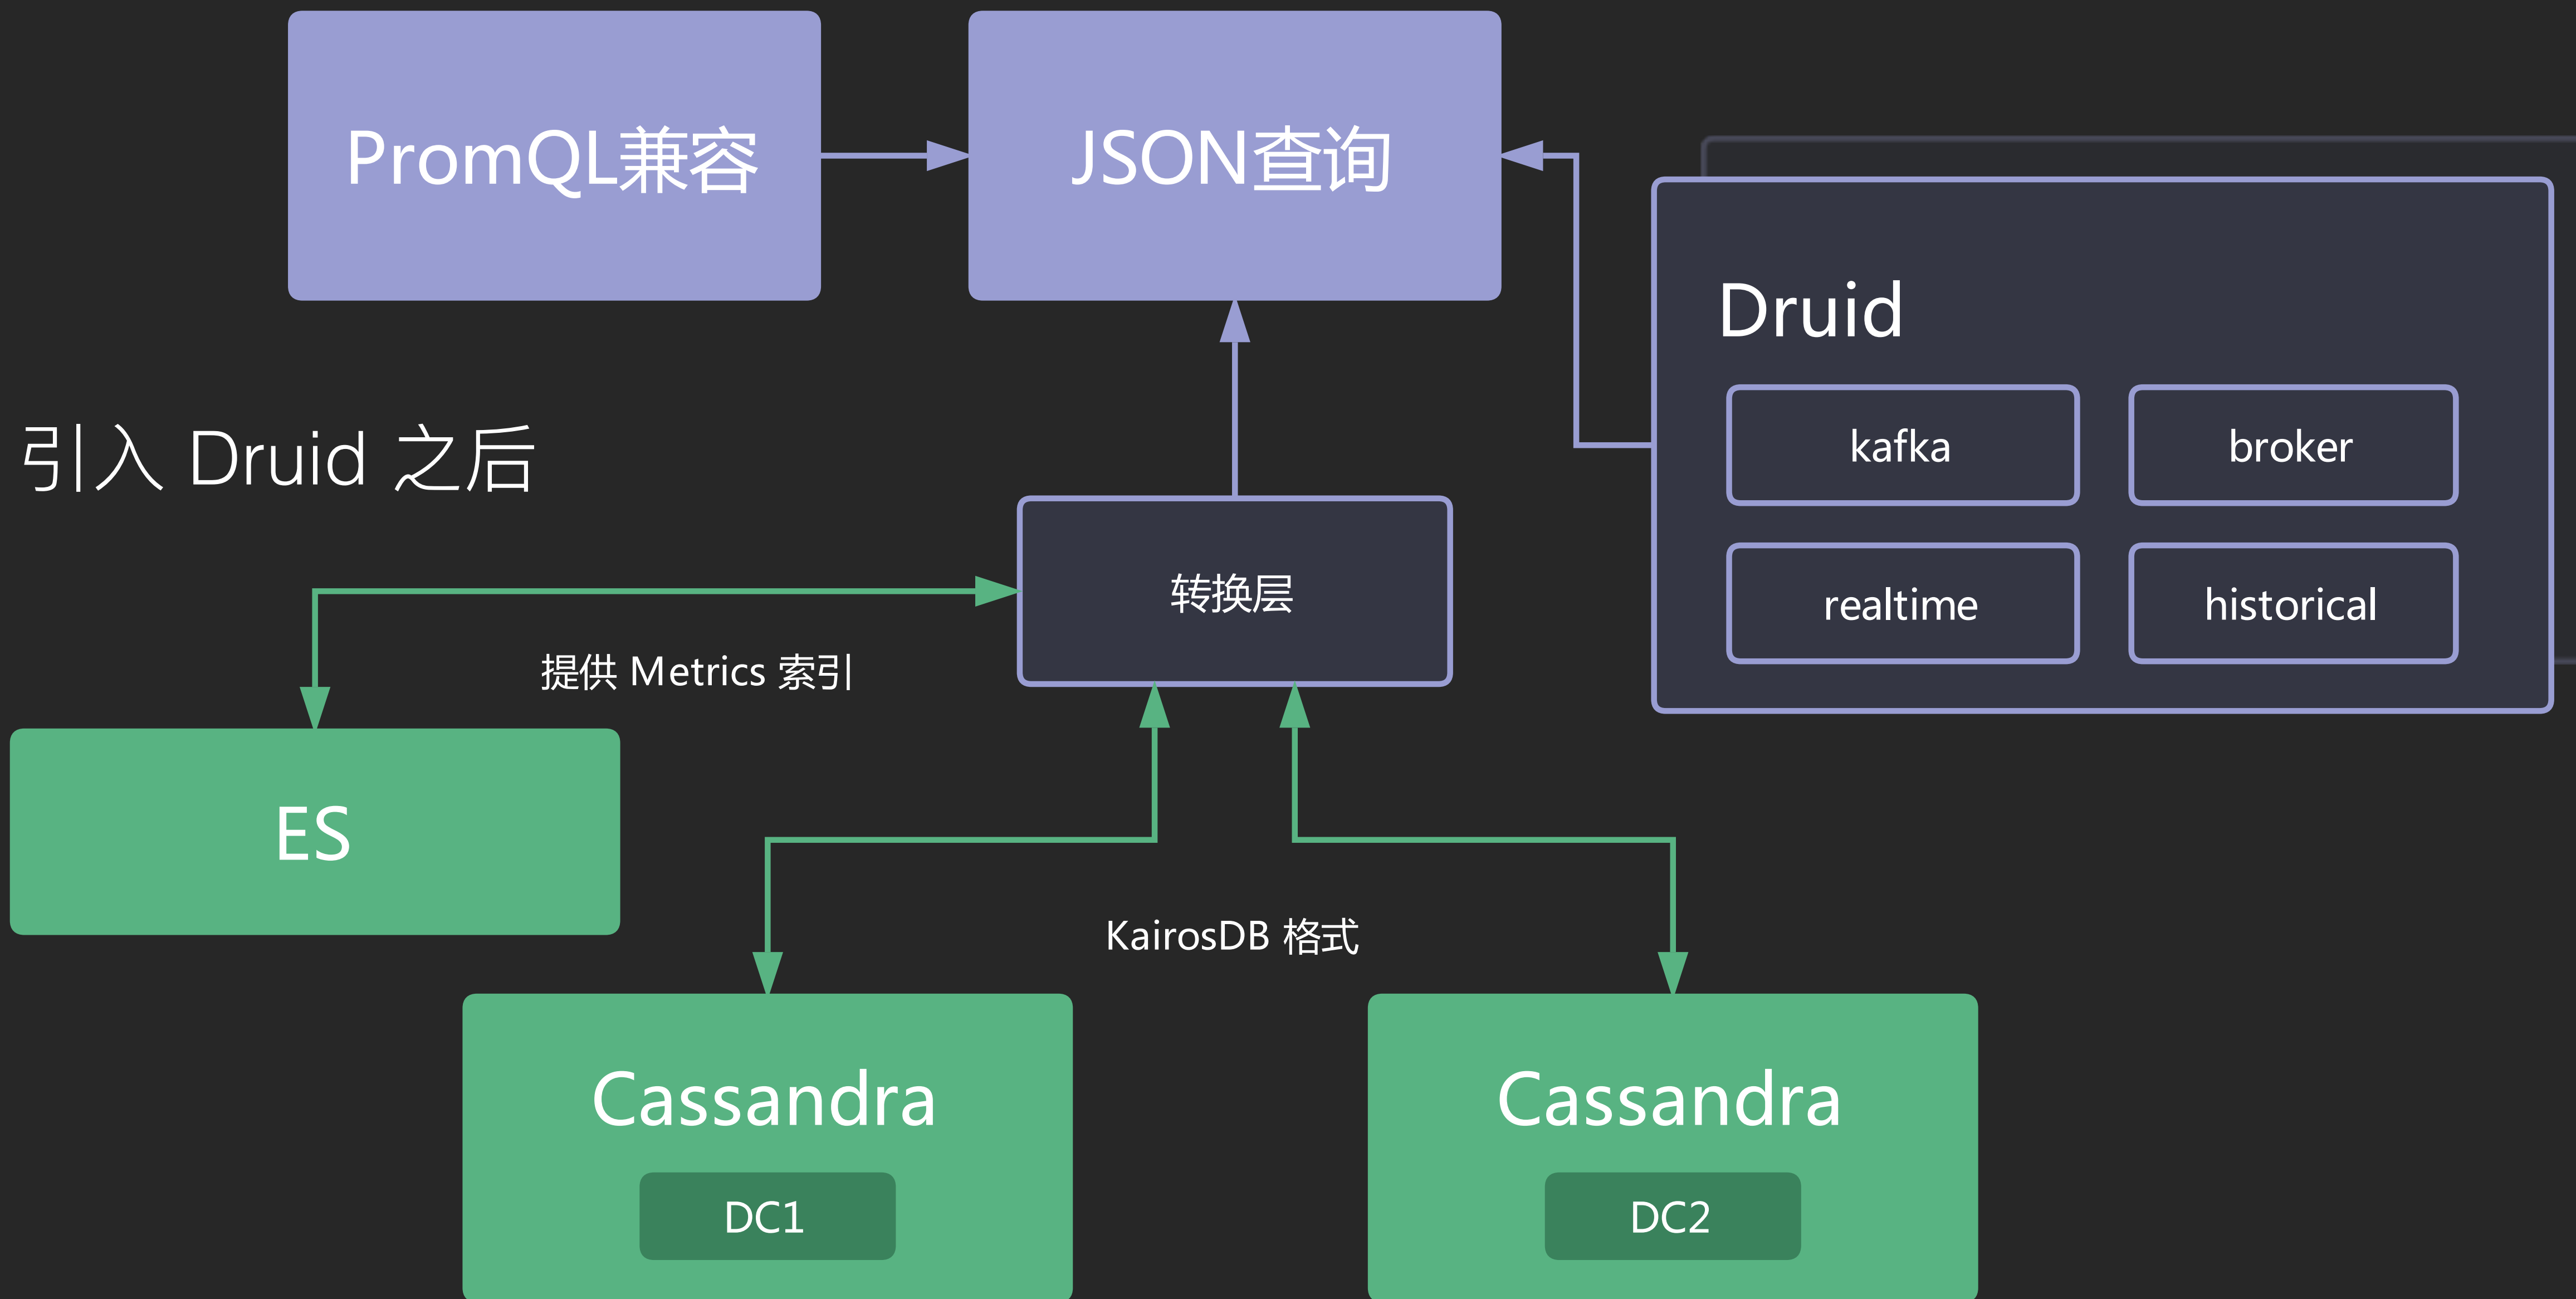 PromQL兼容
JSON查询
Druid
kafka
broker
realtime
historical
引入 Druid 之后
转换层
提供 Metrics 索引
ES
KairosDB 格式
Cassandra
DC1
Cassandra
DC2